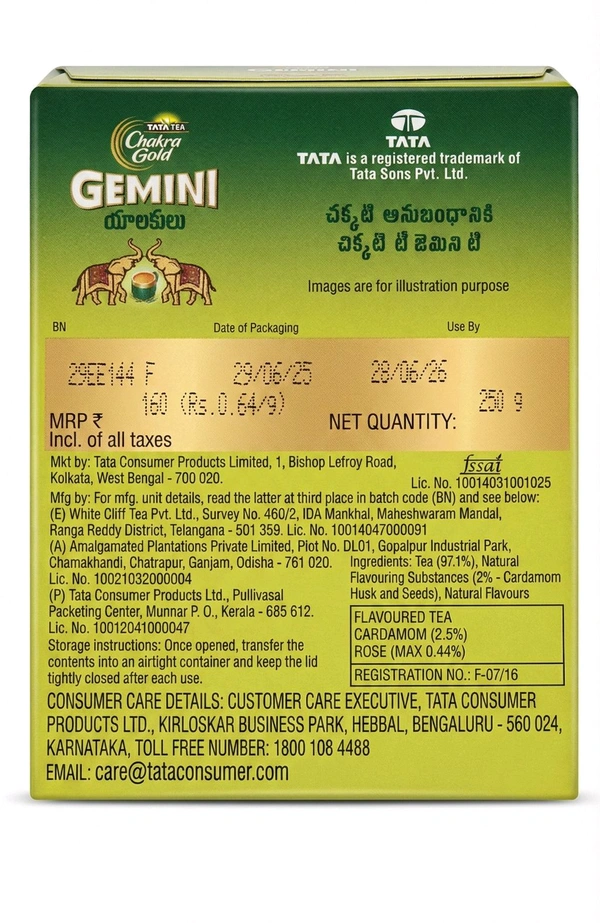 TATA TEA
Chakra
Gold
GEMINI
యాలకులు
TATA
TATA is a registered trademark of
Tata Sons Pvt. Ltd.
చక్కటి అనుబంధానికి
చిక్కటి టీ జెమిని టీ
Images are for illustration purpose
BN Date of Packaging Use By
29EE144 F 29/06/25 28/06/26
160 (Rs.0.64/g) 250 g
MRP ₹ NET QUANTITY:
Incl. of all taxes
Mkt by: Tata Consumer Products Limited, 1, Bishop Lefroy Road,
Kolkata, West Bengal - 700 020.
fssai
Lic. No. 10014031001025
Mfg by: For mfg. unit details, read the latter at third place in batch code (BN) and see below:
(E) White Cliff Tea Pvt. Ltd., Survey No. 460/2, IDA Mankhal, Maheshwaram Mandal,
Ranga Reddy District, Telangana - 501 359. Lic. No. 10014047000091
(A) Amalgamated Plantations Private Limited, Plot No. DL01, Gopalpur Industrial Park,
Chamakhandi, Chatrapur, Ganjam, Odisha - 761 020.
Lic. No. 10021032000004
(P) Tata Consumer Products Ltd., Pullivasal
Packeting Center, Munnar P. O., Kerala - 685 612.
Lic. No. 10012041000047
Storage instructions: Once opened, transfer the
contents into an airtight container and keep the lid
tightly closed after each use.
Ingredients: Tea (97.1%), Natural
Flavouring Substances (2% - Cardamom
Husk and Seeds), Natural Flavours
FLAVOURED TEA
CARDAMOM (2.5%)
ROSE (MAX 0.44%)
REGISTRATION NO.: F-07/16
CONSUMER CARE DETAILS: CUSTOMER CARE EXECUTIVE, TATA CONSUMER
PRODUCTS LTD., KIRLOSKAR BUSINESS PARK, HEBBAL, BENGALURU - 560 024,
KARNATAKA, TOLL FREE NUMBER: 1800 108 4488
EMAIL: care@tataconsumer.com